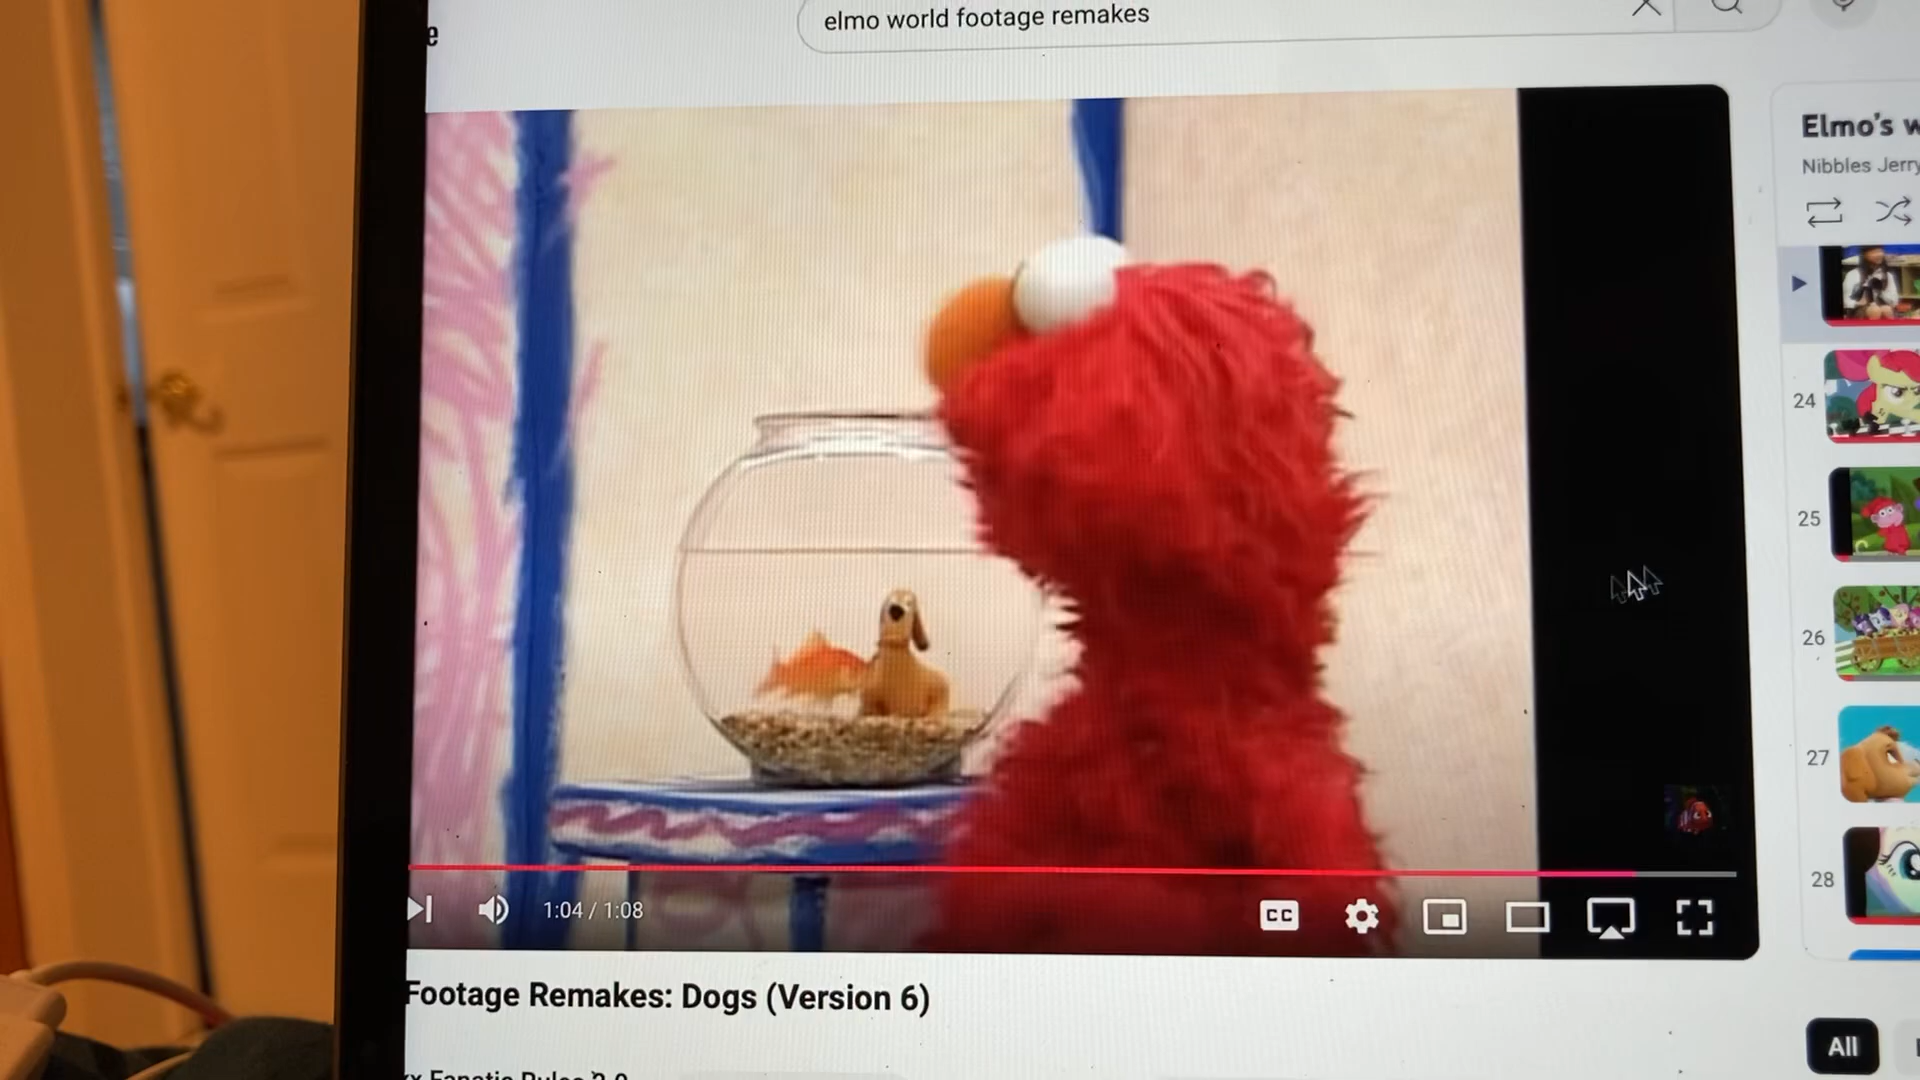 elmo world footage remakes
Elmo's
Nibbles Jerry
24
25
26
27
28
1:04 / 1:08
CC
Footage Remakes: Dogs (Version 6)
All